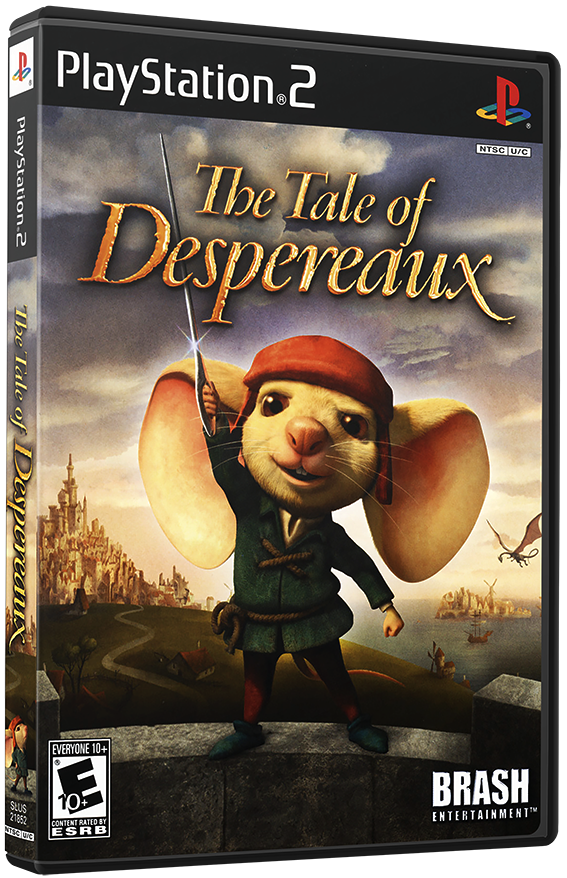 PlayStation®2
NTSC U/C
The Tale of
Despereaux™
EVERYONE 10+
E
10+
CONTENT RATED BY
ESRB
BRASH
ENTERTAINMENT™
PlayStation®2
The Tale of Despereaux
SLUS
21852
NTSC U/C